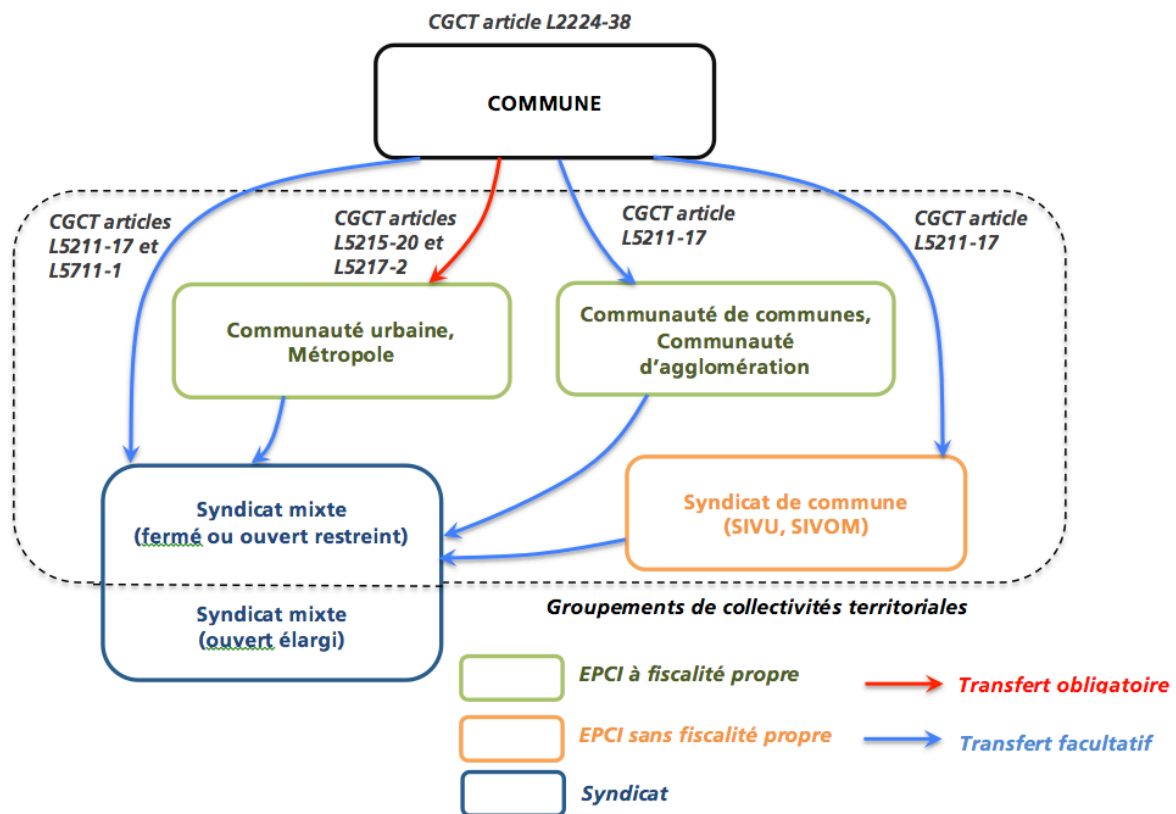 CGCT article L2224-38
COMMUNE
CGCT articles
L5211-17 et
L5711-1
CGCT articles
L5215-20 et
L5217-2
CGCT article
L5211-17
CGCT article
L5211-17
Communauté urbaine,
Métropole
Communauté de communes,
Communauté
d’agglomération
Syndicat mixte
(fermé ou ouvert restreint)
Syndicat de commune
(SIVU, SIVOM)
Syndicat mixte
(ouvert élargi)
Groupements de collectivités territoriales
EPCI à fiscalité propre
Transfert obligatoire
EPCI sans fiscalité propre
Transfert facultatif
Syndicat